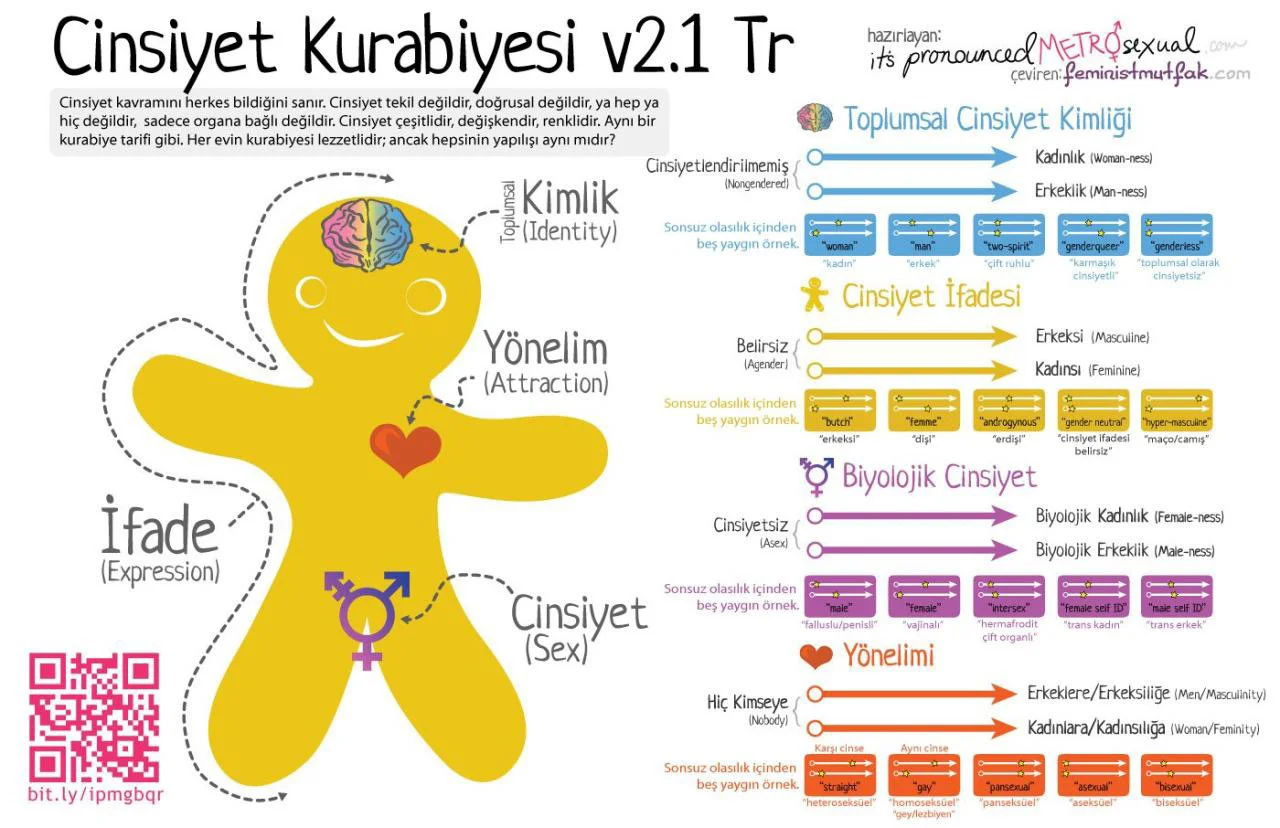 Cinsiyet Kurabiyesi v2.1 Tr
hazırlayan:
it's pronounced METROsexual.com
çeviren: feministmutfak.com
Cinsiyet kavramını herkes bildiğini sanır. Cinsiyet tekil değildir, doğrusal değildir, ya hep ya
hiç değildir, sadece organa bağlı değildir. Cinsiyet çeşitlidir, değişkendir, renklidir. Aynı bir
kurabiye tarifi gibi. Her evin kurabiyesi lezzetlidir; ancak hepsinin yapılışı aynı mıdır?
Toplumsal
Kimlik
(Identity)
Yönelim
(Attraction)
İfade
(Expression)
Cinsiyet
(Sex)
bit.ly/ipmgbqr
Toplumsal Cinsiyet Kimliği
Cinsiyetlendirilmemiş
(Nongendered)
Kadınlık (Woman-ness)
Erkeklik (Man-ness)
Sonsuz olasılık içinden
beş yaygın örnek.
"woman" "man" "two-spirit" "genderqueer" "genderless"
"kadın" "erkek" "çift ruhlu" "karmaşık "toplumsal olarak
cinsiyetli" cinsiyetsiz"
Cinsiyet İfadesi
Belirsiz
(Agender)
Erkeksi (Masculine)
Kadınsı (Feminine)
Sonsuz olasılık içinden
beş yaygın örnek.
"butch" "femme" "androgynous" "gender neutral" "hyper-masculine"
"erkeksi" "dişi" "erdişi" "cinsiyet ifadesi "maço/camış"
belirsiz"
Biyolojik Cinsiyet
Cinsiyetsiz
(Asex)
Biyolojik Kadınlık (Female-ness)
Biyolojik Erkeklik (Male-ness)
Sonsuz olasılık içinden
beş yaygın örnek.
"male" "female" "intersex" "female self ID" "male self ID"
"falluslu/penisli" "vajinalı" "hermafrodit "trans kadın" "trans erkek"
çift organlı"
Yönelimi
Hiç Kimseye
(Nobody)
Erkeklere/Erkeksiliğe (Men/Masculinity)
Kadınlara/Kadınsılığa (Woman/Feminity)
Karşı cinse Aynı cinse
Sonsuz olasılık içinden
beş yaygın örnek.
"straight" "gay" "pansexual" "asexual" "bisexual"
"heteroseksüel" "homoseksüel" "panseksüel" "aseksüel" "biseksüel"
"gey/lezbiyen"